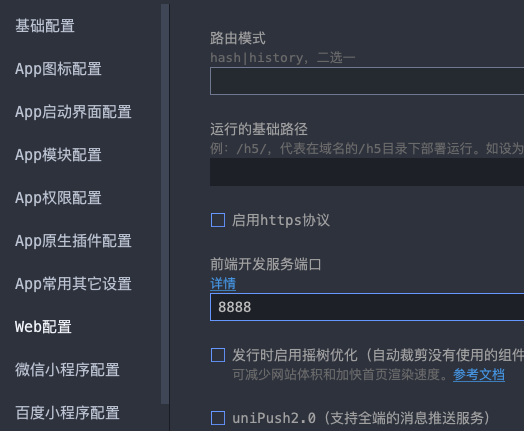 基础配置
App图标配置
App启动界面配置
App模块配置
App权限配置
App原生插件配置
App常用其它设置
Web配置
微信小程序配置
百度小程序配置
路由模式
hash|history, 二选一
运行的基础路径
例: /h5/, 代表在域名的/h5目录下部署运行。如设为
启用https协议
前端开发服务端口
详情
8888
发行时启用摇树优化 (自动裁剪没有使用的组件
可减少网站体积和加快首页渲染速度。参考文档
uniPush2.0 (支持全端的消息推送服务)